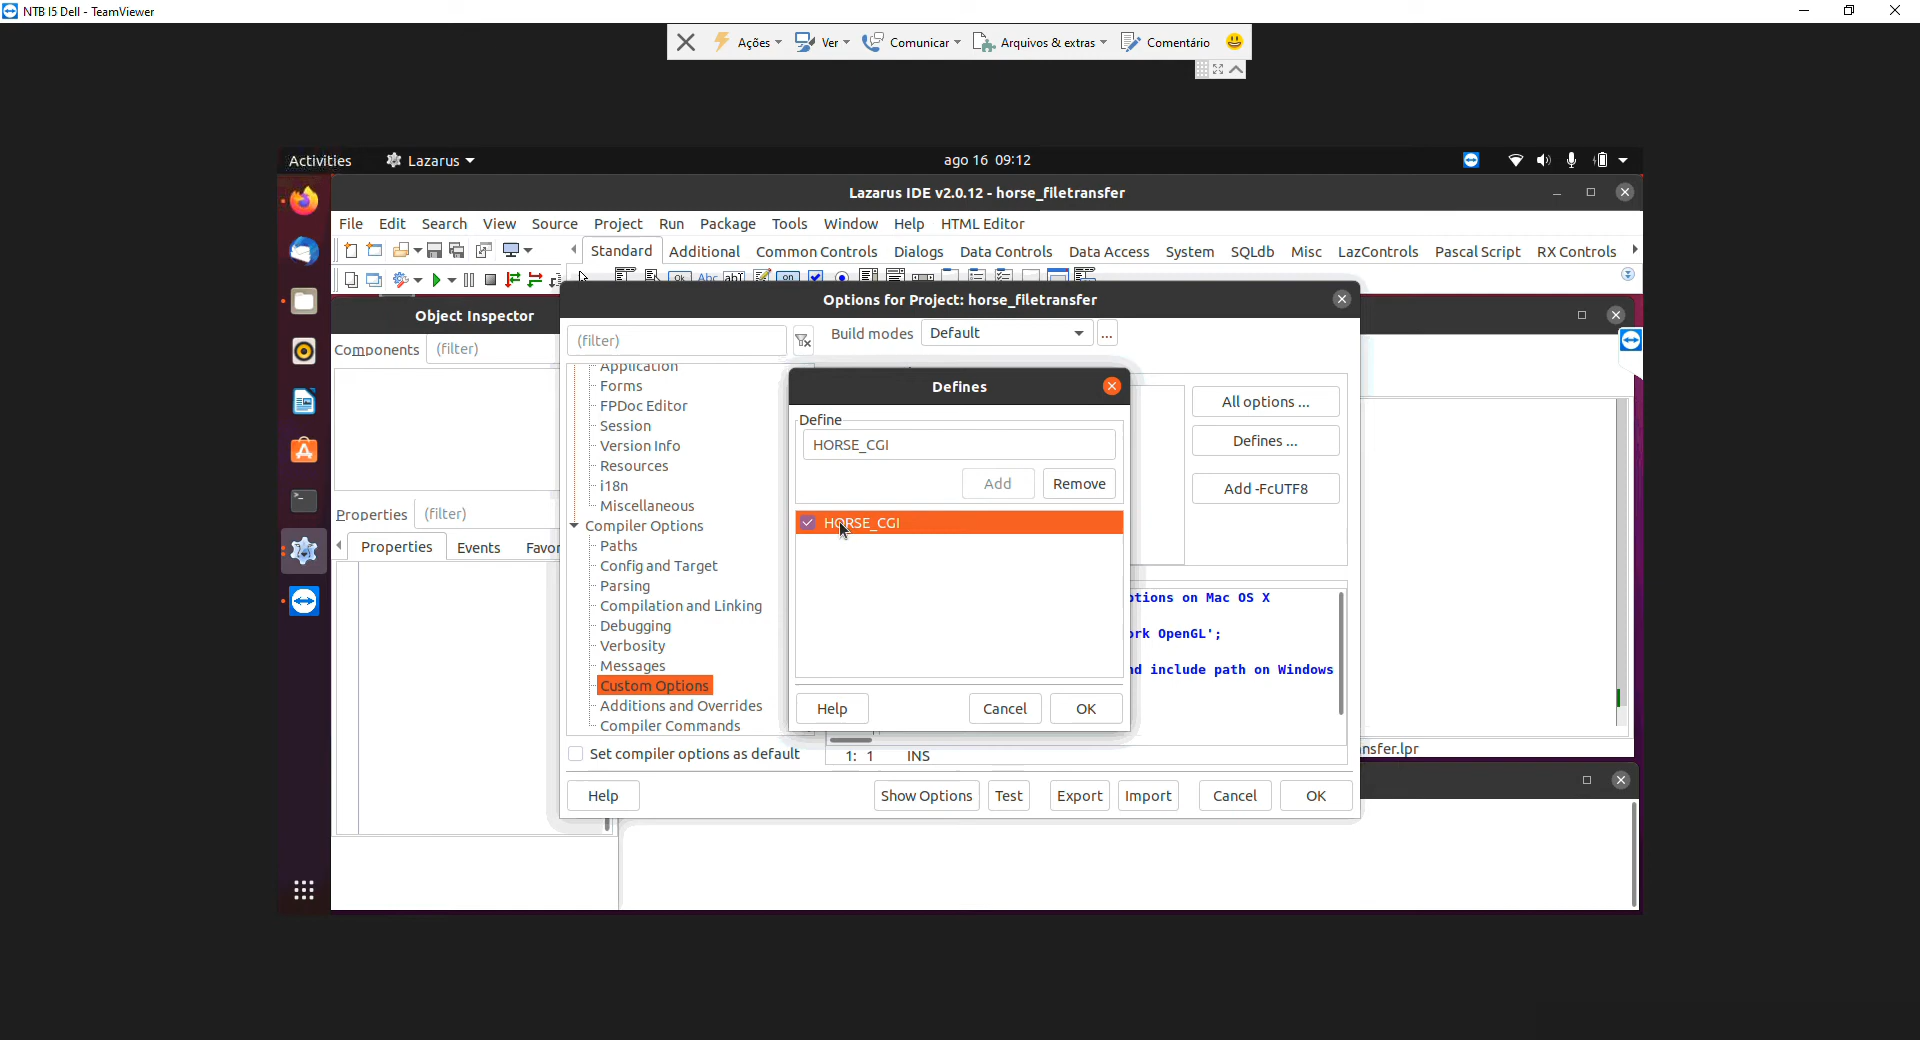 NTB I5 Dell - TeamViewer
Ações
Ver
Comunicar
Arquivos & extras
Comentário
Activities
Lazarus
ago 16 09:12
Lazarus IDE v2.0.12 - horse_filetransfer
File Edit Search View Source Project Run Package Tools Window Help HTML Editor
Standard Additional Common Controls Dialogs Data Controls Data Access System SQLdb Misc LazControls Pascal Script RX Controls
Ok Abc abI on
Object Inspector
Components (filter)
Properties (filter)
Properties Events Favor
Options for Project: horse_filetransfer
(filter)
Build modes Default ...
Application
Forms
FPDoc Editor
Session
Version Info
Resources
i18n
Miscellaneous
Compiler Options
Paths
Config and Target
Parsing
Compilation and Linking
Debugging
Verbosity
Messages
Custom Options
Additions and Overrides
Compiler Commands
Set compiler options as default
Defines
Define
HORSE_CGI
Add Remove
HORSE_CGI
Help Cancel OK
All options ...
Defines ...
Add -FcUTF8
ptions on Mac OS X
ork OpenGL';
nd include path on Windows
1: 1 INS
nsfer.lpr
Help Show Options Test Export Import Cancel OK